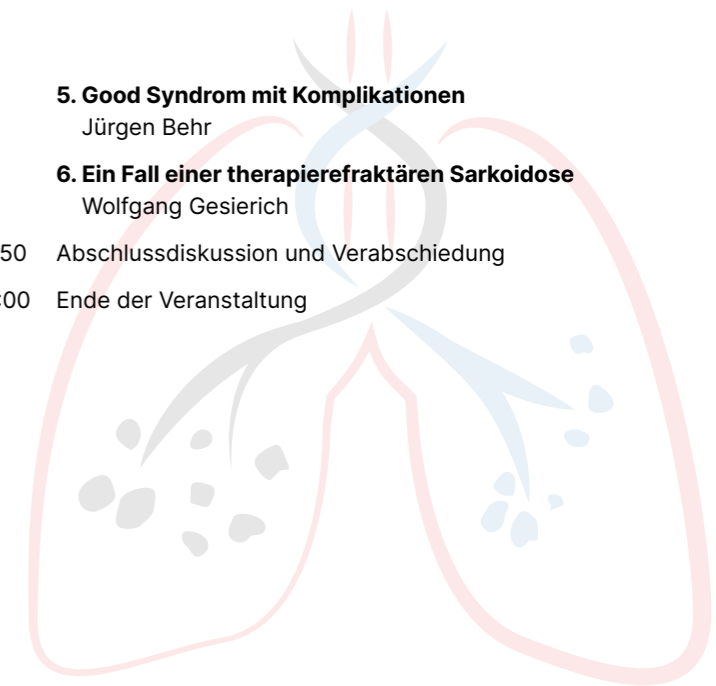 5. Good Syndrom mit Komplikationen
Jürgen Behr
6. Ein Fall einer therapierefraktären Sarkoidose
Wolfgang Gesierich
50 Abschlussdiskussion und Verabschiedung
:00 Ende der Veranstaltung